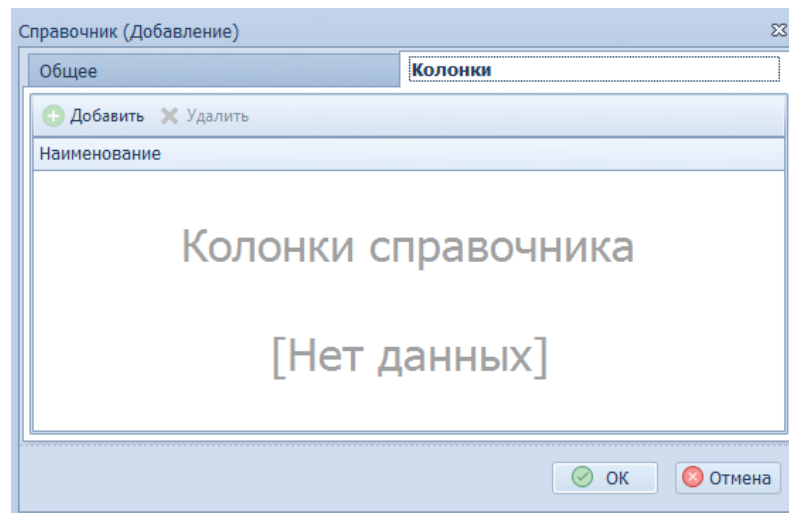 Справочник (Добавление)
Общее Колонки
Добавить Удалить
Наименование
Колонки справочника
[Нет данных]
ОК Отмена